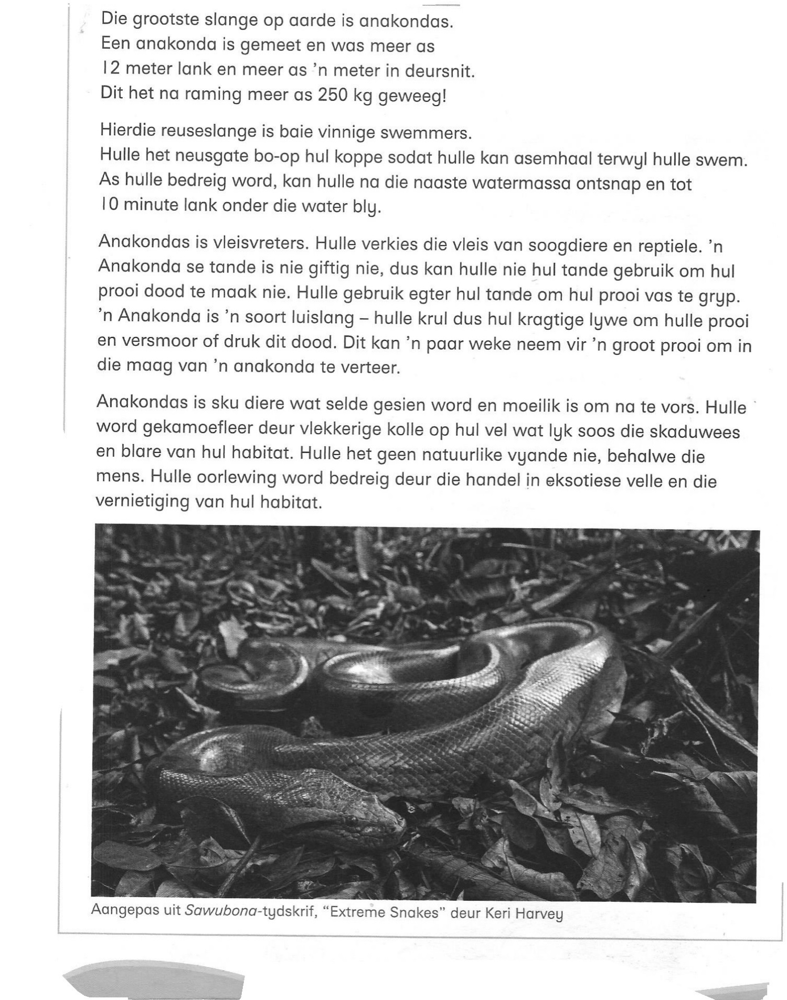 Die grootste slange op aarde is anakondas.
Een anakonda is gemeet en was meer as
12 meter lank en meer as ’n meter in deursnit.
Dit het na raming meer as 250 kg geweeg!
Hierdie reuseslange is baie vinnige swemmers.
Hulle het neusgate bo-op hul koppe sodat hulle kan asemhaal terwyl hulle swem.
As hulle bedreig word, kan hulle na die naaste watermassa ontsnap en tot
10 minute lank onder die water bly.
Anakondas is vleisvreters. Hulle verkies die vleis van soogdiere en reptiele. ’n
Anakonda se tande is nie giftig nie, dus kan hulle nie hul tande gebruik om hul
prooi dood te maak nie. Hulle gebruik egter hul tande om hul prooi vas te gryp.
’n Anakonda is ’n soort luislang – hulle krul dus hul kragtige lywe om hulle prooi
en versmoor of druk dit dood. Dit kan ’n paar weke neem vir ’n groot prooi om in
die maag van ’n anakonda te verteer.
Anakondas is sku diere wat selde gesien word en moeilik is om na te vors. Hulle
word gekamoefleer deur vlekkerige kolle op hul vel wat lyk soos die skaduwees
en blare van hul habitat. Hulle het geen natuurlike vyande nie, behalwe die
mens. Hulle oorlewing word bedreig deur die handel in eksotiese velle en die
vernietiging van hul habitat.
Aangepas uit Sawubona-tydskrif, “Extreme Snakes” deur Keri Harvey